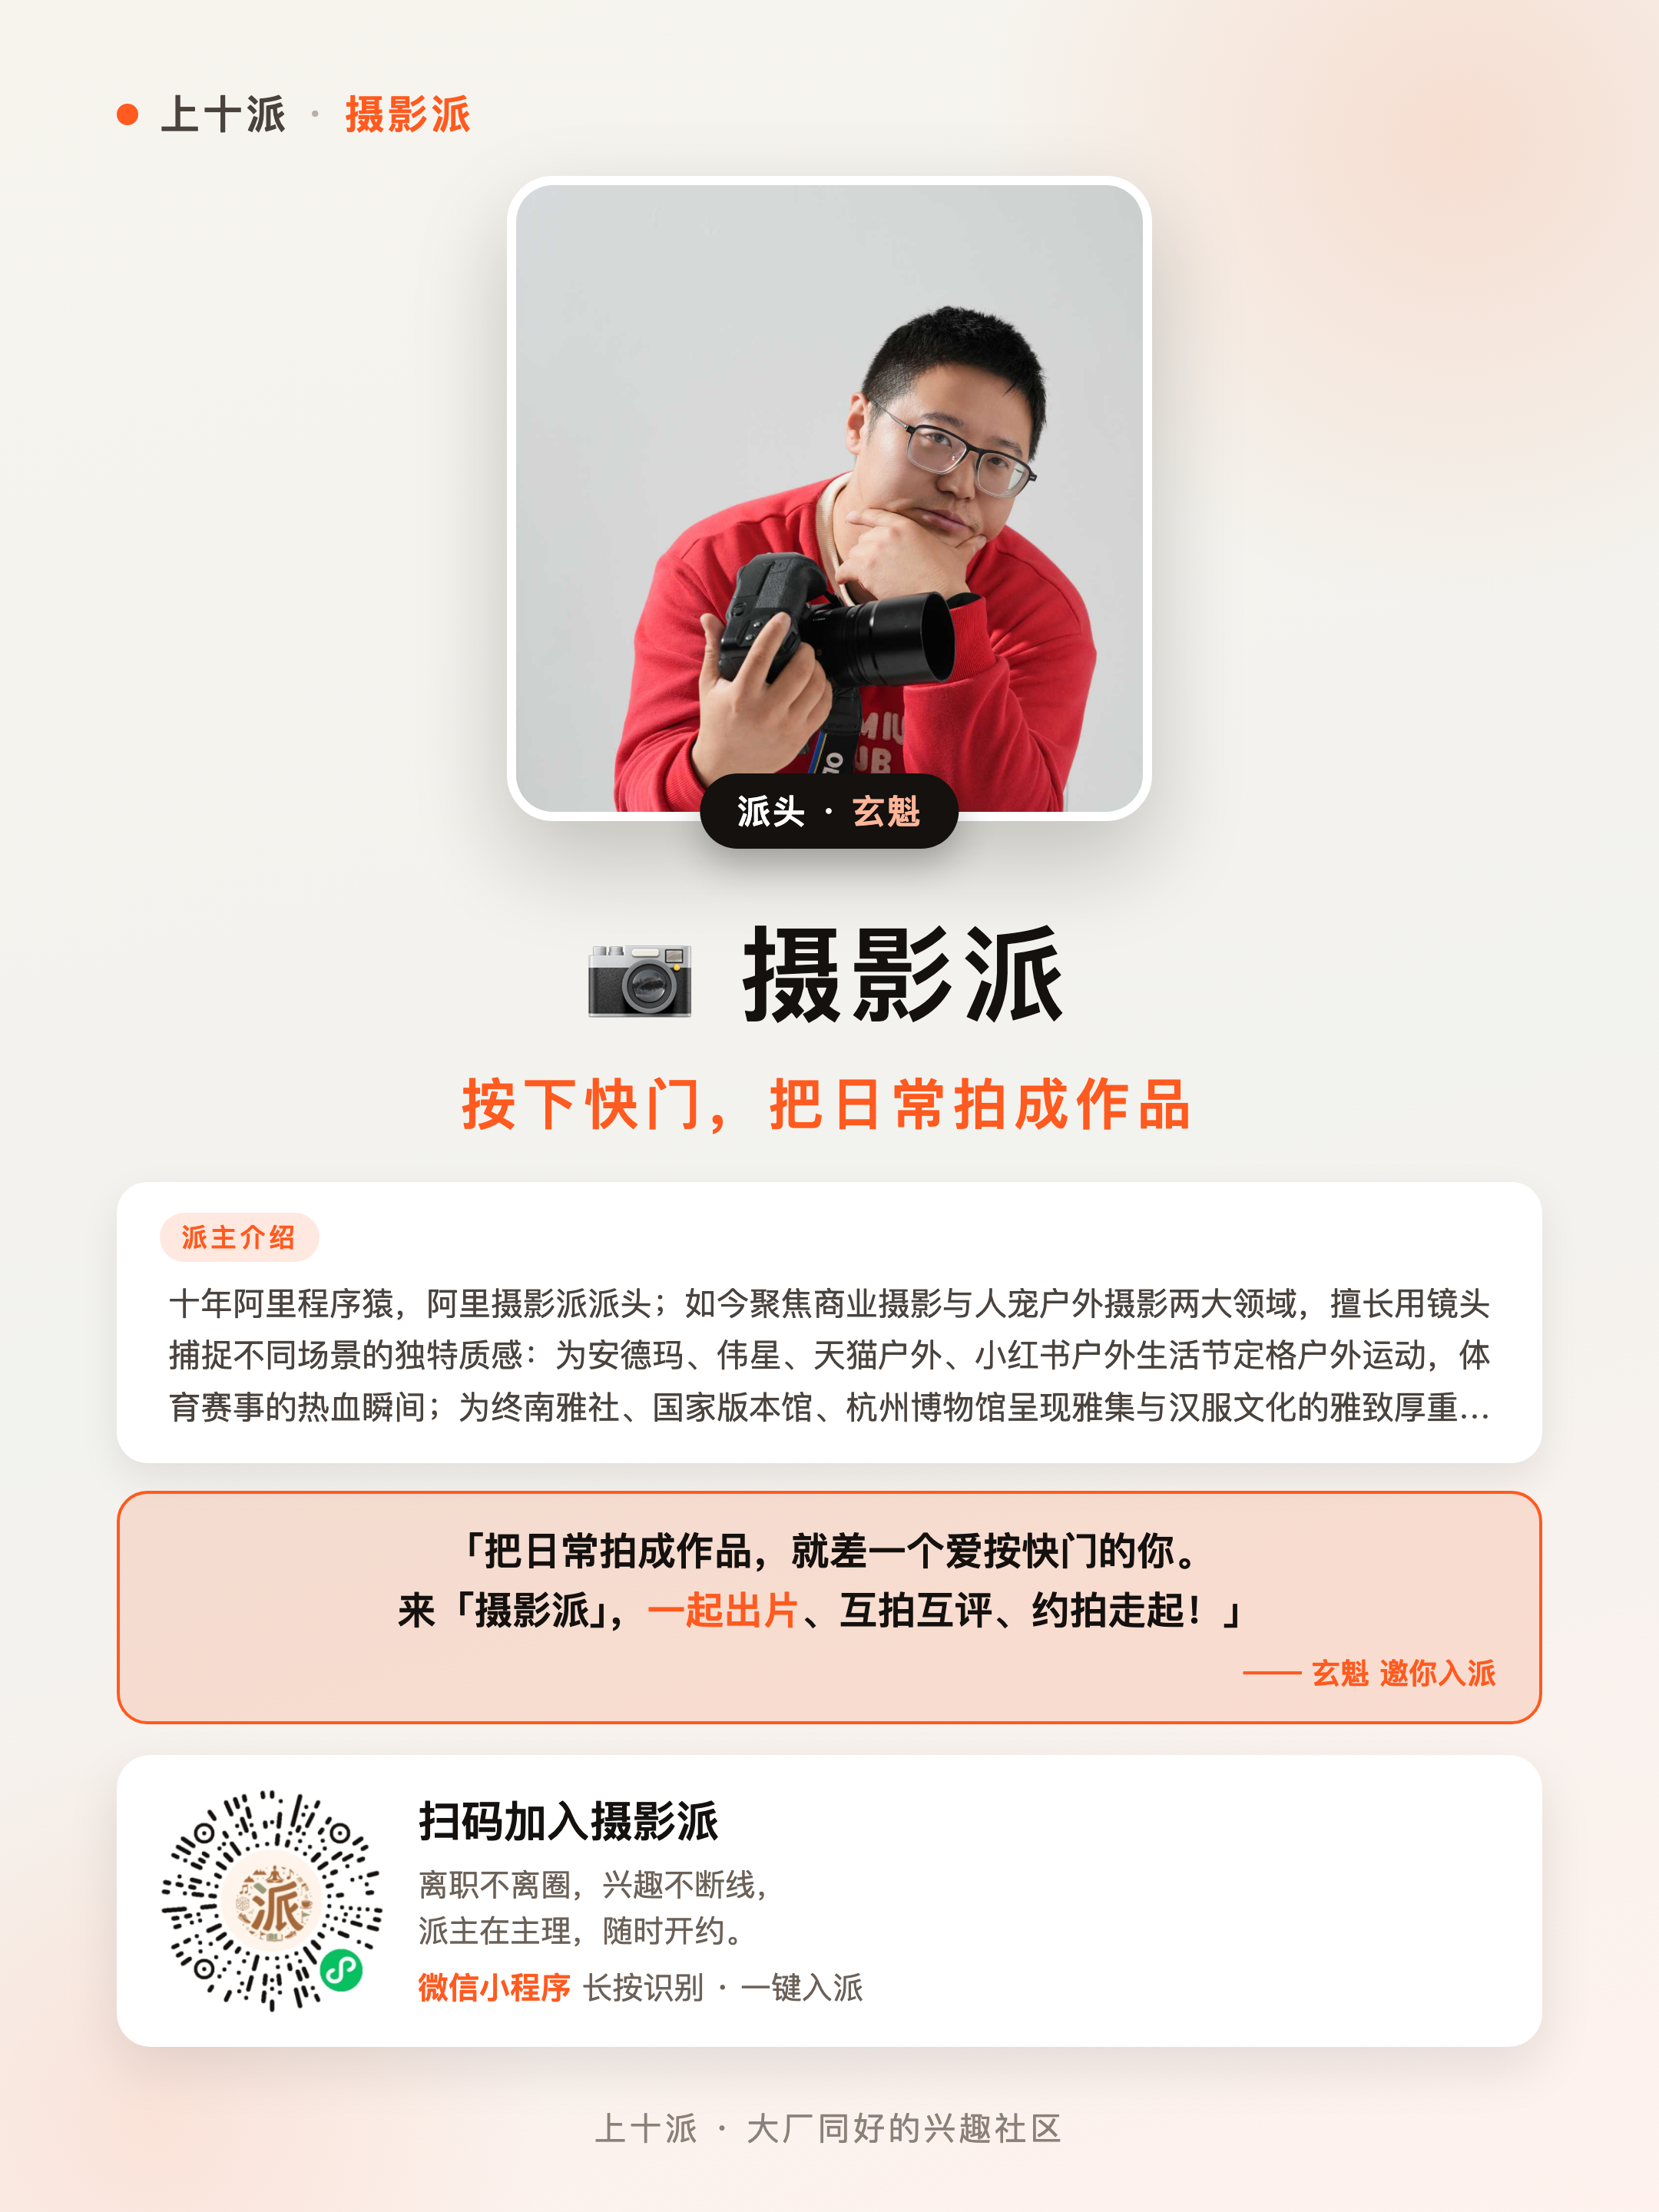 上十派 · 摄影派
MIU
UB
派头 · 玄魁
摄影派
按下快门，把日常拍成作品
派主介绍
十年阿里程序猿，阿里摄影派派头；如今聚焦商业摄影与人宠户外摄影两大领域，擅长用镜头
捕捉不同场景的独特质感：为安德玛、伟星、天猫户外、小红书户外生活节定格户外运动，体
育赛事的热血瞬间；为终南雅社、国家版本馆、杭州博物馆呈现雅集与汉服文化的雅致厚重...
「把日常拍成作品，就差一个爱按快门的你。
来「摄影派」，一起出片、互拍互评、约拍走起！」
—— 玄魁 邀你入派
派
扫码加入摄影派
离职不离圈，兴趣不断线，
派主在主理，随时开约。
微信小程序 长按识别 · 一键入派
上十派 · 大厂同好的兴趣社区